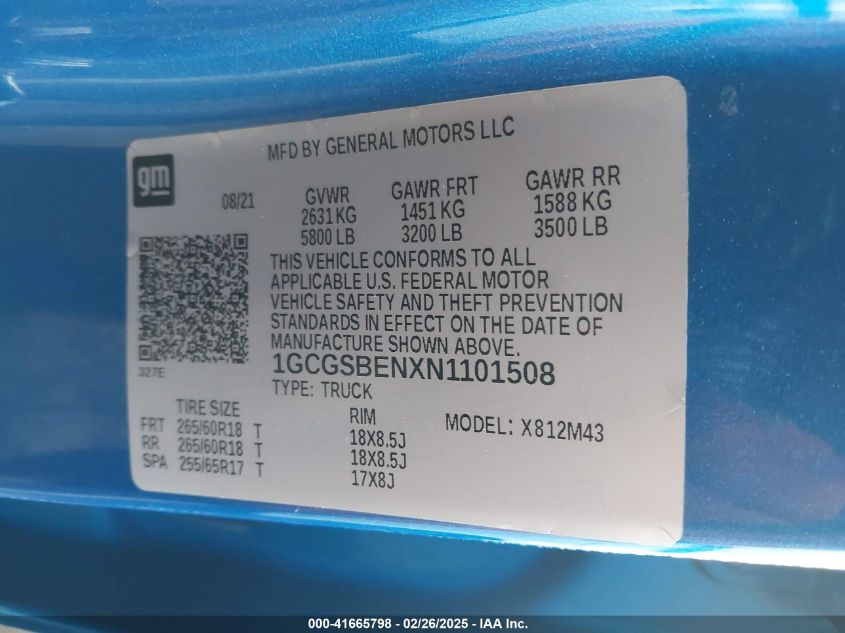 MFD BY GENERAL MOTORS LLC
gm
08/21
GVWR GAWR FRT GAWR RR
2631 KG 1451 KG 1588 KG
5800 LB 3200 LB 3500 LB
THIS VEHICLE CONFORMS TO ALL
APPLICABLE U.S. FEDERAL MOTOR
VEHICLE SAFETY AND THEFT PREVENTION
STANDARDS IN EFFECT ON THE DATE OF
MANUFACTURE SHOWN ABOVE.
327E
1GCGSBENXN1101508
TYPE: TRUCK
TIRE SIZE RIM MODEL: X812M43
FRT 265/60R18 T 18X8.5J
RR 265/60R18 T 18X8.5J
SPA 255/65R17 T 17X8J
000-41665798 - 02/26/2025 - IAA Inc.